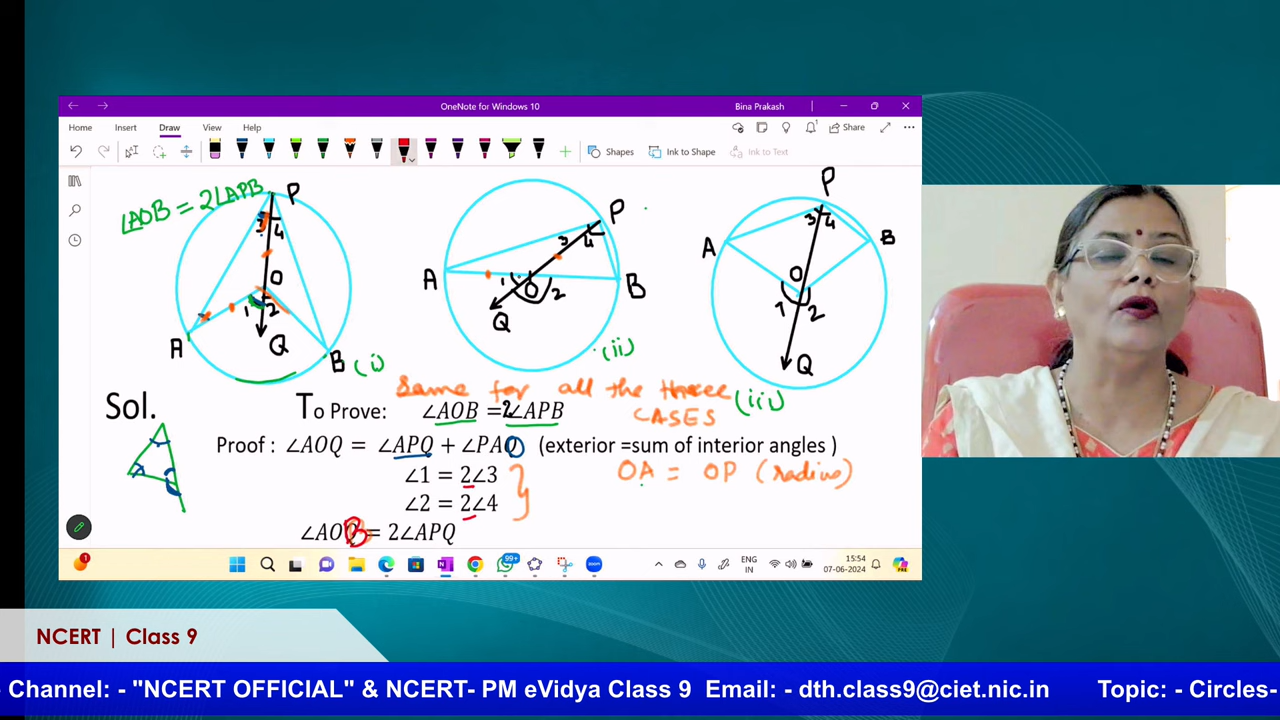 OneNote for Windows 10
Bina Prakash
Home Insert Draw View Help
Share
Shapes Ink to Shape Ink to Text
∠AOB = 2∠APB
P
3 4
O
1 2
A
Q
B
(i)
P
3 4
A
1 O 2
B
Q
(ii)
P
3 4
A
B
O
1 2
Q
(iii)
Same for all the three
CASES
Sol.
To Prove: ∠AOB = 2∠APB
Proof : ∠AOQ = ∠APQ + ∠PAO (exterior =sum of interior angles )
∠1 = 2∠3
OA = OP (radius)
∠2 = 2∠4
∠AOB = 2∠APQ
1
99+
ENG
IN
15:54
07-06-2024
NCERT | Class 9
- Channel: - "NCERT OFFICIAL" & NCERT- PM eVidya Class 9 Email: - dth.class9@ciet.nic.in Topic: - Circles-